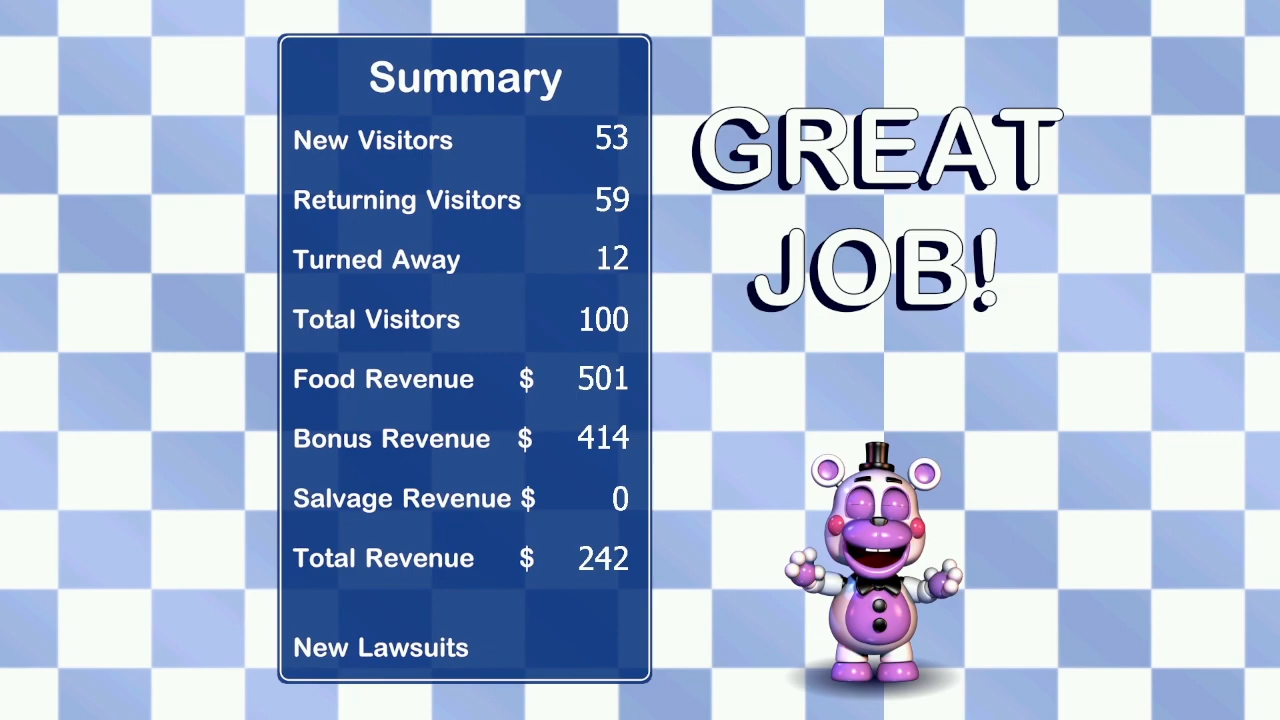 Summary
New Visitors 53
Returning Visitors 59
Turned Away 12
Total Visitors 100
Food Revenue $ 501
Bonus Revenue $ 414
Salvage Revenue $ 0
Total Revenue $ 242
New Lawsuits
GREAT
JOB!